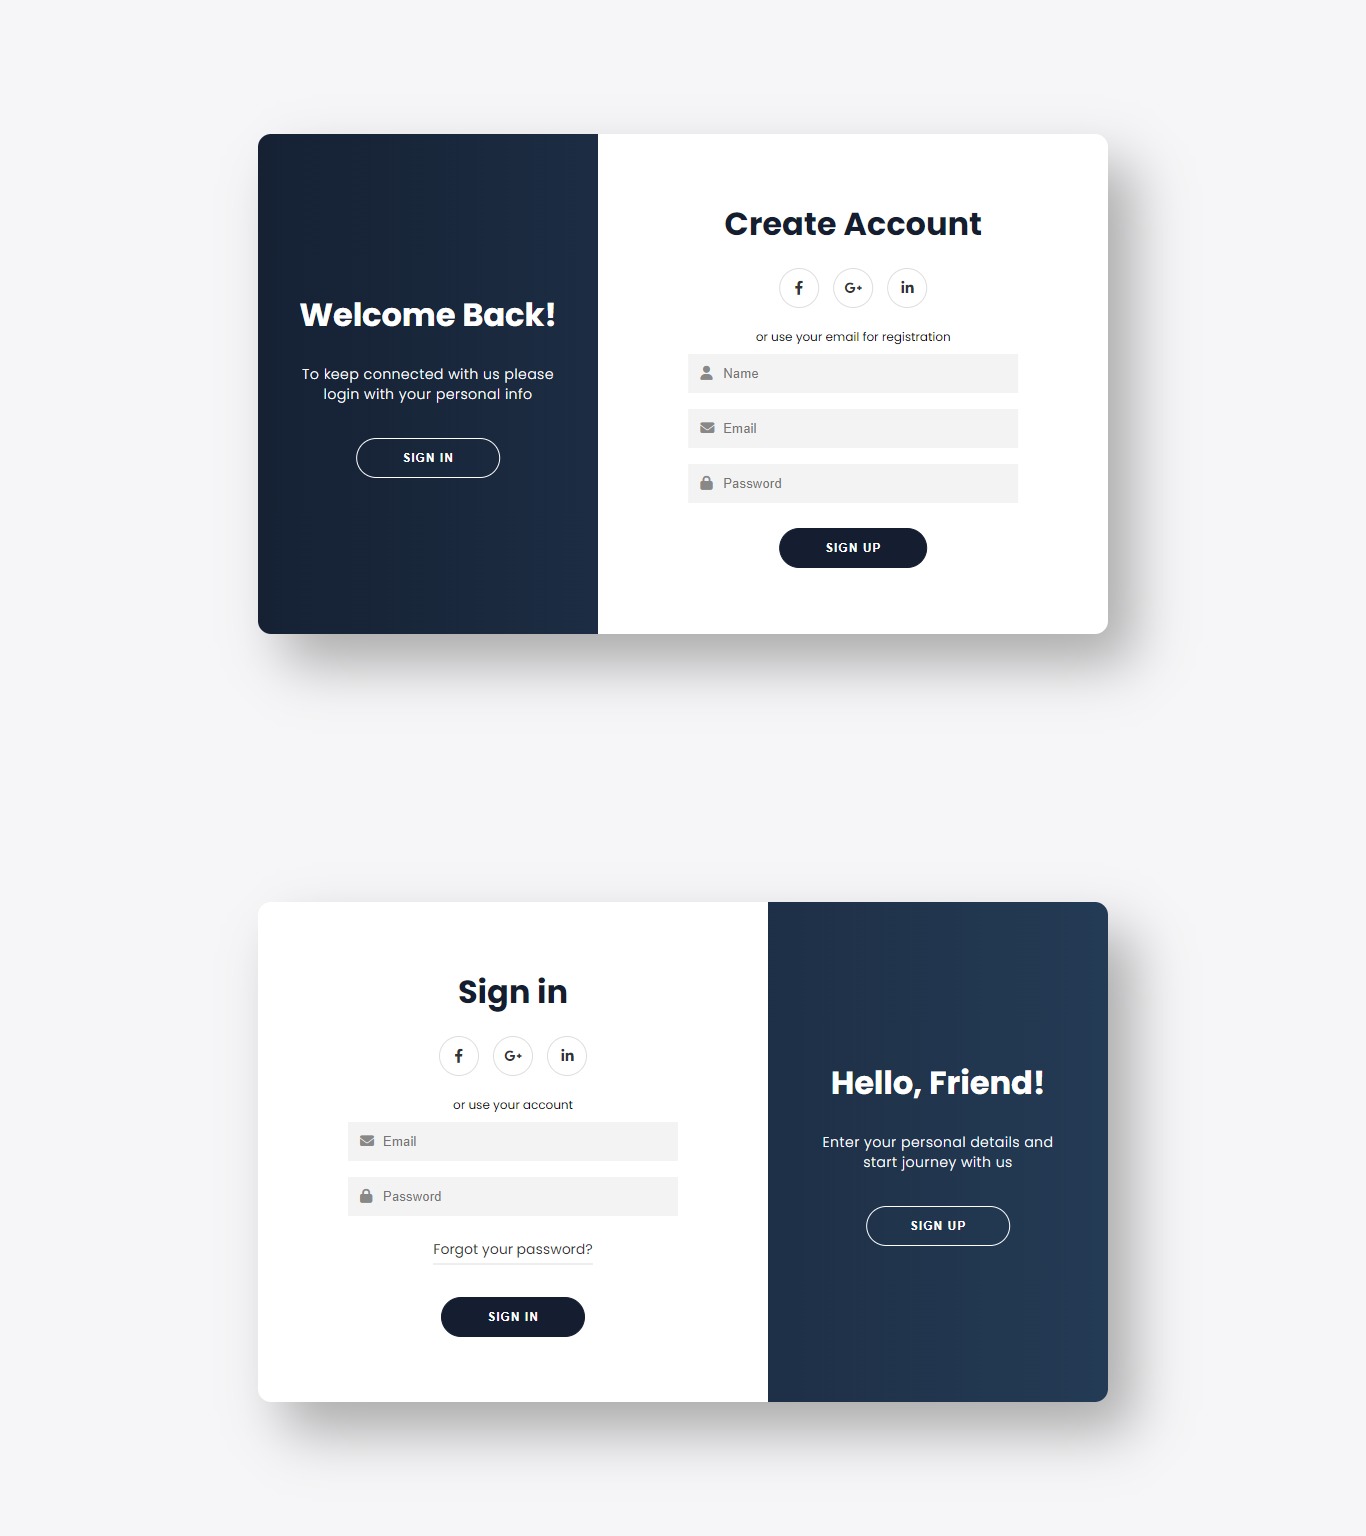 Welcome Back!
To keep connected with us please
login with your personal info
SIGN IN
Create Account
f
G+
in
or use your email for registration
Name
Email
Password
SIGN UP
Sign in
f
G+
in
or use your account
Email
Password
Forgot your password?
SIGN IN
Hello, Friend!
Enter your personal details and
start journey with us
SIGN UP